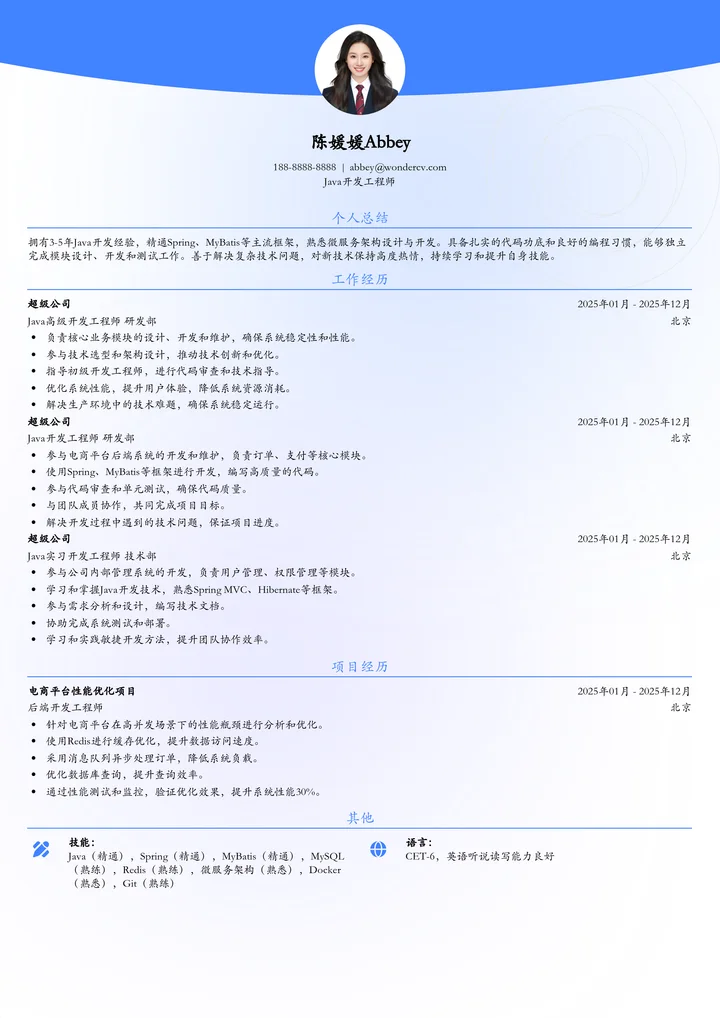 陈媛媛Abbey
188-8888-8888 | abbey@wondercv.com
Java开发工程师
个人总结
拥有3-5年Java开发经验，精通Spring、MyBatis等主流框架，熟悉微服务架构设计与开发。具备扎实的代码功底和良好的编程习惯，能够独立
完成模块设计、开发和测试工作。善于解决复杂技术问题，对新技术保持高度热情，持续学习和提升自身技能。
工作经历
超级公司 2025年01月 - 2025年12月
Java高级开发工程师 研发部 北京
• 负责核心业务模块的设计、开发和维护，确保系统稳定性和性能。
• 参与技术选型和架构设计，推动技术创新和优化。
• 指导初级开发工程师，进行代码审查和技术指导。
• 优化系统性能，提升用户体验，降低系统资源消耗。
• 解决生产环境中的技术难题，确保系统稳定运行。
超级公司 2025年01月 - 2025年12月
Java开发工程师 研发部 北京
• 参与电商平台后端系统的开发和维护，负责订单、支付等核心模块。
• 使用Spring、MyBatis等框架进行开发，编写高质量的代码。
• 参与代码审查和单元测试，确保代码质量。
• 与团队成员协作，共同完成项目目标。
• 解决开发过程中遇到的技术问题，保证项目进度。
超级公司 2025年01月 - 2025年12月
Java实习开发工程师 技术部 北京
• 参与公司内部管理系统的开发，负责用户管理、权限管理等模块。
• 学习和掌握Java开发技术，熟悉Spring MVC、Hibernate等框架。
• 参与需求分析和设计，编写技术文档。
• 协助完成系统测试和部署。
• 学习和实践敏捷开发方法，提升团队协作效率。
项目经历
电商平台性能优化项目 2025年01月 - 2025年12月
后端开发工程师 北京
• 针对电商平台在高并发场景下的性能瓶颈进行分析和优化。
• 使用Redis进行缓存优化，提升数据访问速度。
• 采用消息队列异步处理订单，降低系统负载。
• 优化数据库查询，提升查询效率。
• 通过性能测试和监控，验证优化效果，提升系统性能30%。
其他
技能：
Java（精通）, Spring（精通）, MyBatis（精通）, MySQL
（熟练）, Redis（熟练）, 微服务架构（熟悉）, Docker
（熟悉）, Git（熟练）
语言：
CET-6，英语听说读写能力良好